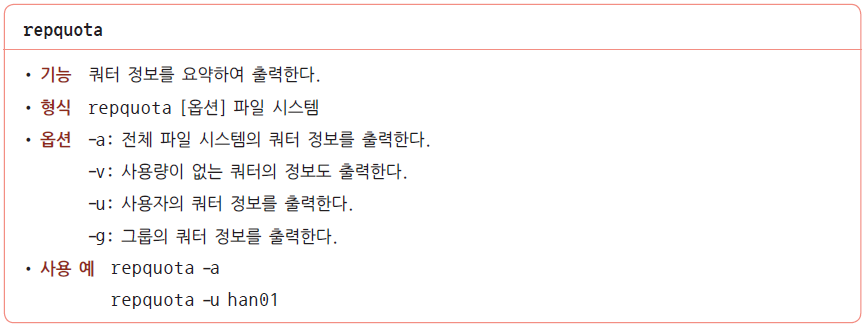 repquota
• 기능 쿼터 정보를 요약하여 출력한다.
• 형식 repquota [옵션] 파일 시스템
• 옵션 -a: 전체 파일 시스템의 쿼터 정보를 출력한다.
-v: 사용량이 없는 쿼터의 정보도 출력한다.
-u: 사용자의 쿼터 정보를 출력한다.
-g: 그룹의 쿼터 정보를 출력한다.
• 사용 예 repquota -a
repquota -u han01